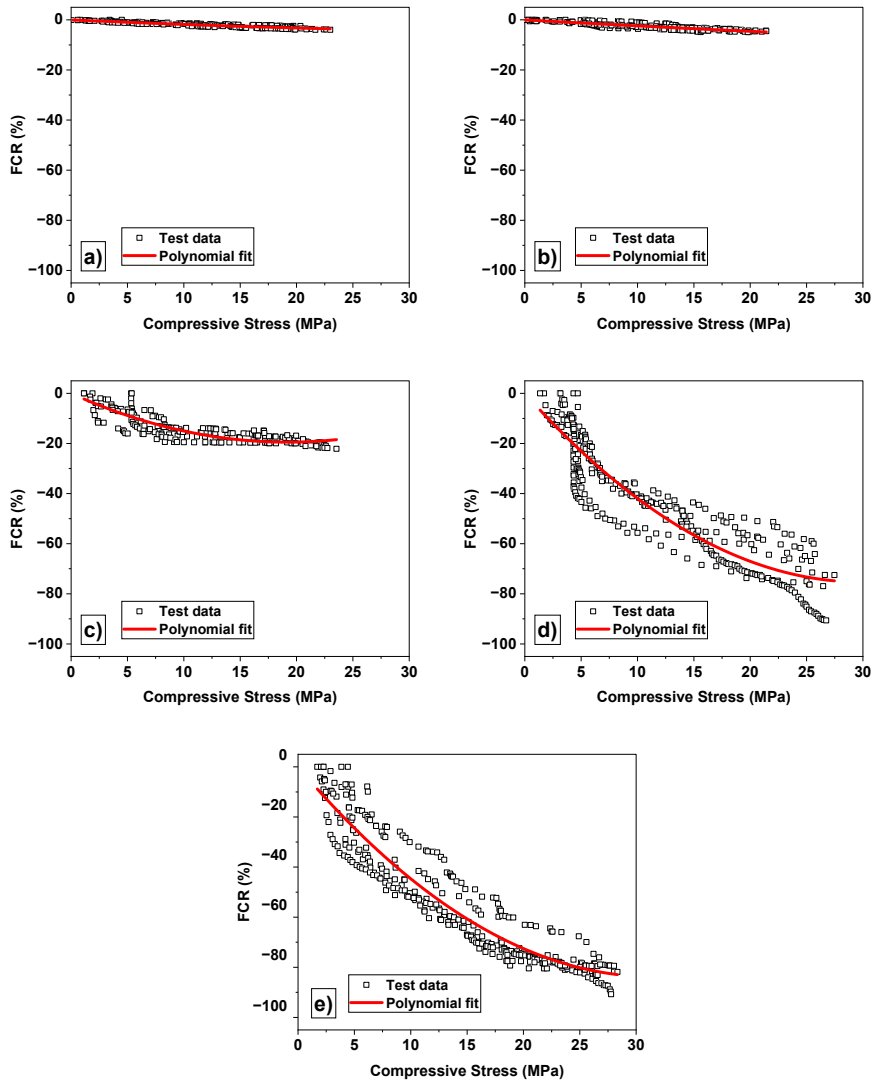 0
−20
−40
−60
−80
−100
FCR (%)
Test data
Polynomial fit
a)
0 5 10 15 20 25 30
Compressive Stress (MPa)
0
−20
−40
−60
−80
−100
FCR (%)
Test data
Polynomial fit
b)
0 5 10 15 20 25 30
Compressive Stress (MPa)
0
−20
−40
−60
−80
−100
FCR (%)
Test data
Polynomial fit
c)
0 5 10 15 20 25 30
Compressive Stress (MPa)
0
−20
−40
−60
−80
−100
FCR (%)
Test data
Polynomial fit
d)
0 5 10 15 20 25 30
Compressive Stress (MPa)
0
−20
−40
−60
−80
−100
FCR (%)
Test data
Polynomial fit
e)
0 5 10 15 20 25 30
Compressive Stress (MPa)